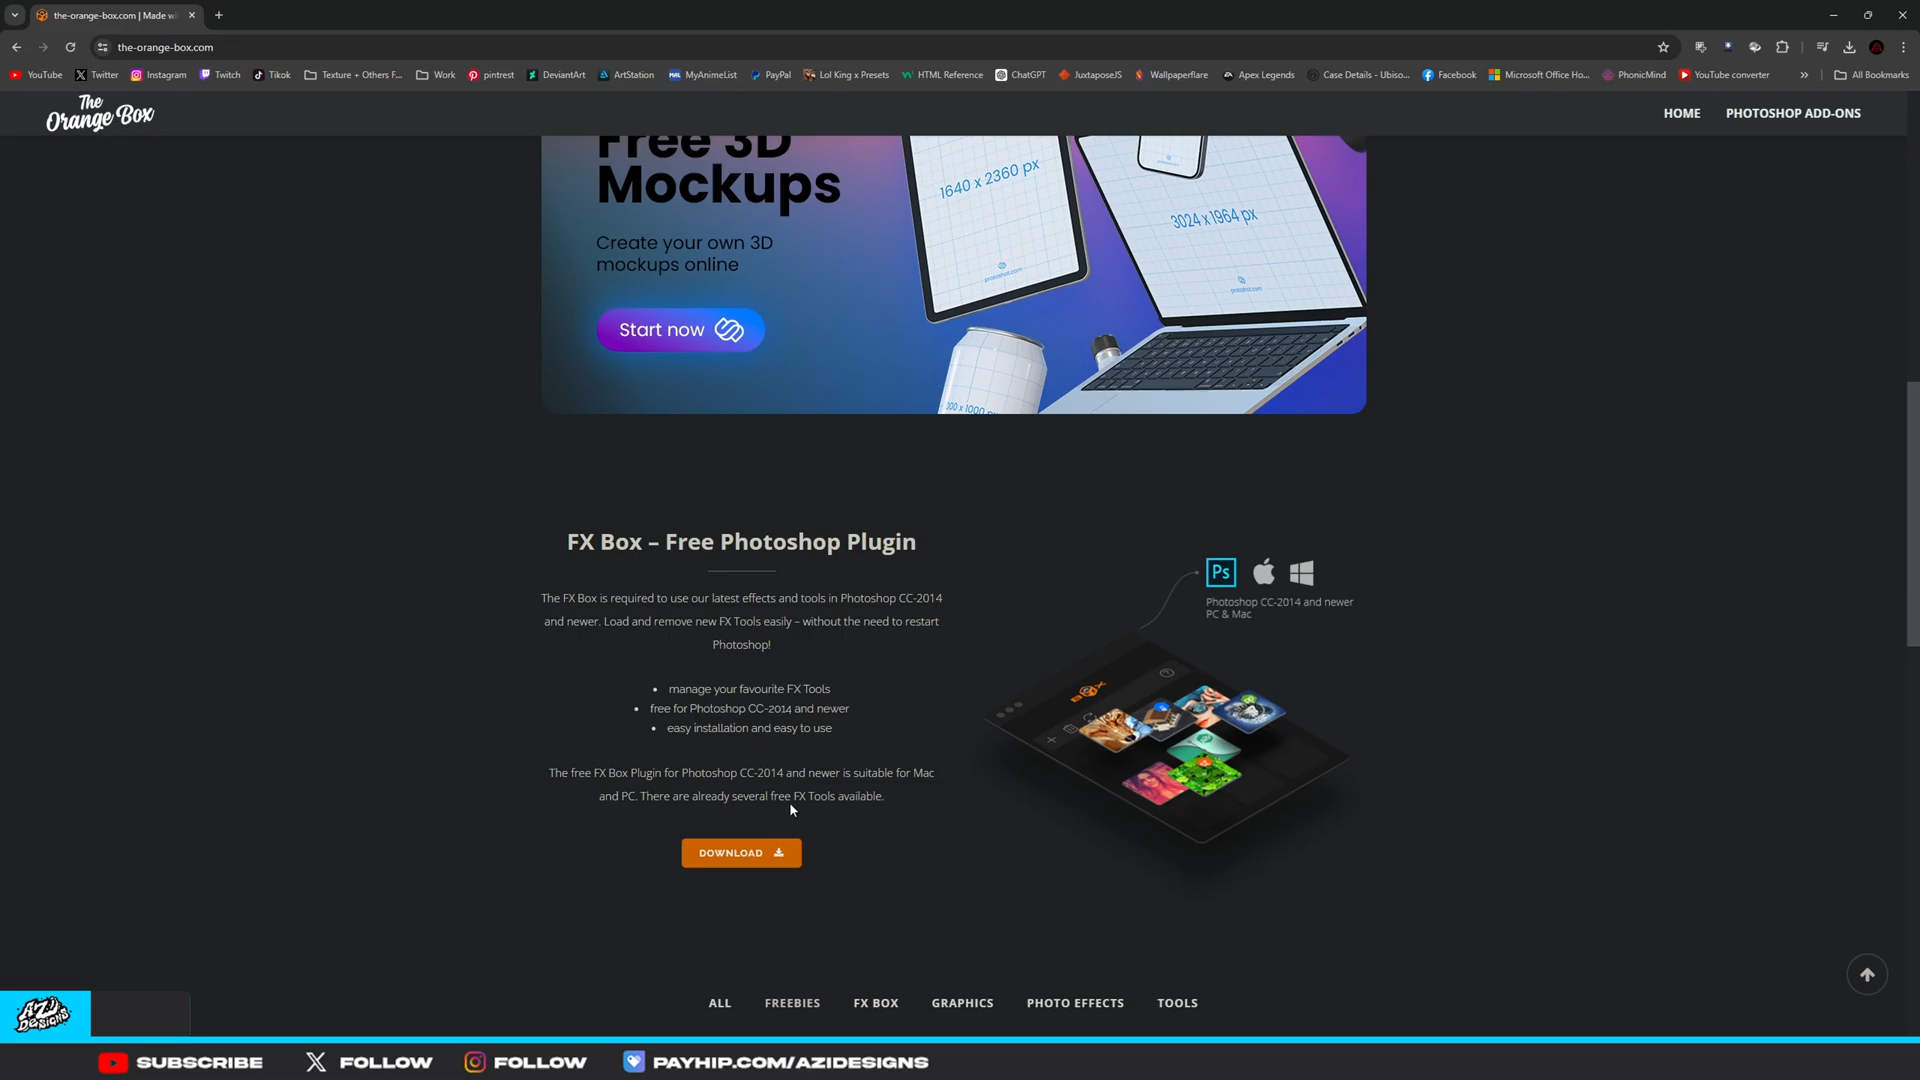 the-orange-box.com | Made wi
the-orange-box.com
YouTube
Twitter
Instagram
Twitch
Tikok
Texture + Others F...
Work
pintrest
DeviantArt
ArtStation
MyAnimeList
PayPal
Lol King x Presets
HTML Reference
ChatGPT
JuxtaposeJS
Wallpaperflare
Apex Legends
Case Details - Ubiso...
Facebook
Microsoft Office Ho...
PhonicMind
YouTube converter
All Bookmarks
The
Orange Box
HOME
PHOTOSHOP ADD-ONS
Free 3D
Mockups
Create your own 3D
mockups online
Start now
1640 x 2360 px
3024 x 1964 px
FX Box – Free Photoshop Plugin
The FX Box is required to use our latest effects and tools in Photoshop CC-2014
and newer. Load and remove new FX Tools easily – without the need to restart
Photoshop!
• manage your favourite FX Tools
• free for Photoshop CC-2014 and newer
• easy installation and easy to use
The free FX Box Plugin for Photoshop CC-2014 and newer is suitable for Mac
and PC. There are already several free FX Tools available.
DOWNLOAD
Ps
Photoshop CC-2014 and newer
PC & Mac
ALL
FREEBIES
FX BOX
GRAPHICS
PHOTO EFFECTS
TOOLS
AZI
DESIGNS
SUBSCRIBE
FOLLOW
FOLLOW
PAYHIP.COM/AZIDESIGNS